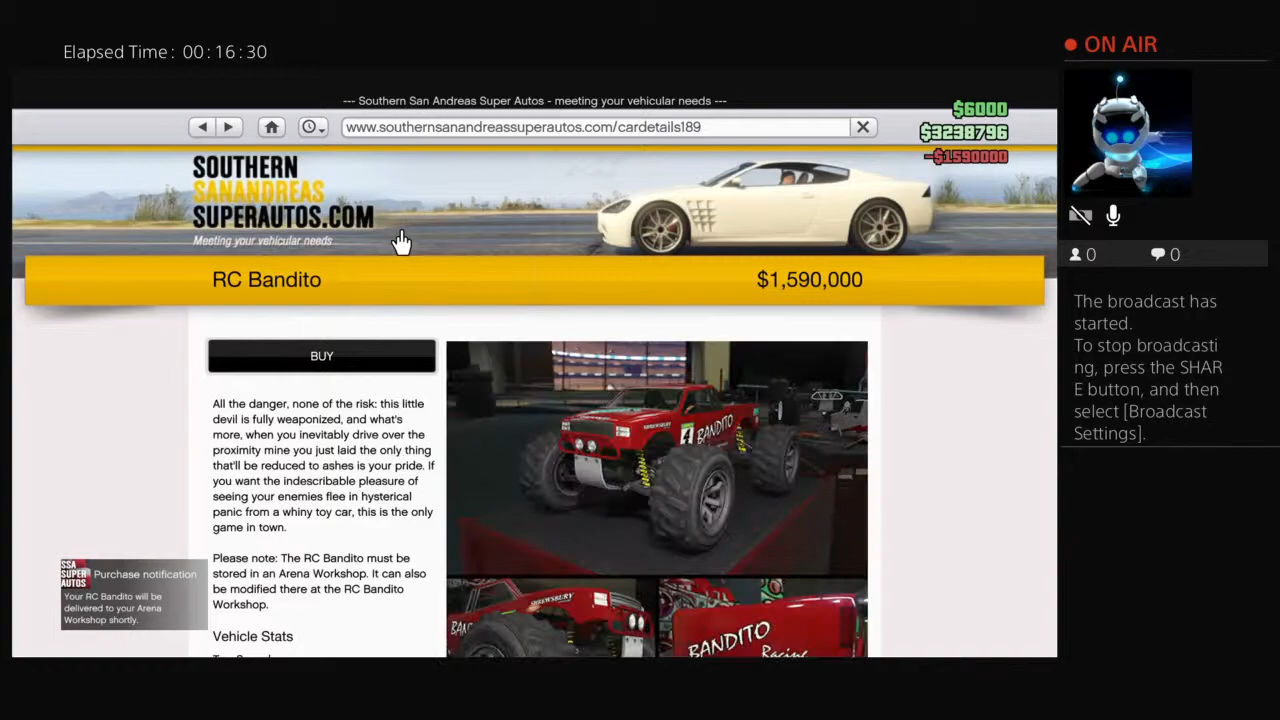 Elapsed Time: 00:16:30
ON AIR
--- Southern San Andreas Super Autos - meeting your vehicular needs ---
$6000
www.southernsanandreassuperautos.com/cardetails189
$3238796
-$1590000
SOUTHERN
SANANDREAS
SUPERAUTOS.COM
Meeting your vehicular needs
0
0
RC Bandito
$1,590,000
The broadcast has
started.
To stop broadcasti
ng, press the SHAR
E button, and then
select [Broadcast
Settings].
BUY
All the danger, none of the risk: this little
devil is fully weaponized, and what's
more, when you inevitably drive over the
proximity mine you just laid the only thing
that'll be reduced to ashes is your pride. If
you want the indescribable pleasure of
seeing your enemies flee in hysterical
panic from a whiny toy car, this is the only
game in town.
Please note: The RC Bandito must be
stored in an Arena Workshop. It can also
be modified there at the RC Bandito
Workshop.
Vehicle Stats
SHREWSBURY
4
BANDITO
SHREWSBURY
BANDITO
Racing
SSA
SUPER
AUTOS
Purchase notification
Your RC Bandito will be
delivered to your Arena
Workshop shortly.